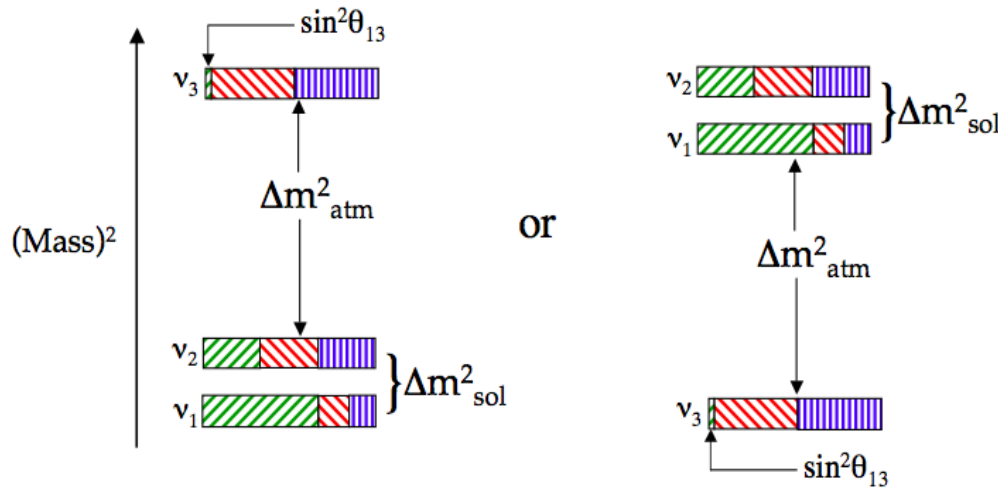 sin²θ₁₃
ν₃
Δm²atm
(Mass)²
ν₂
ν₁
}Δm²sol
or
ν₂
ν₁
}Δm²sol
Δm²atm
ν₃
sin²θ₁₃